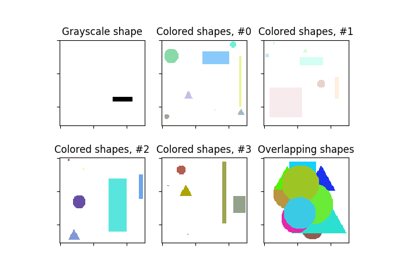 Grayscale shape
Colored shapes, #0
Colored shapes, #1
Colored shapes, #2
Colored shapes, #3
Overlapping shapes